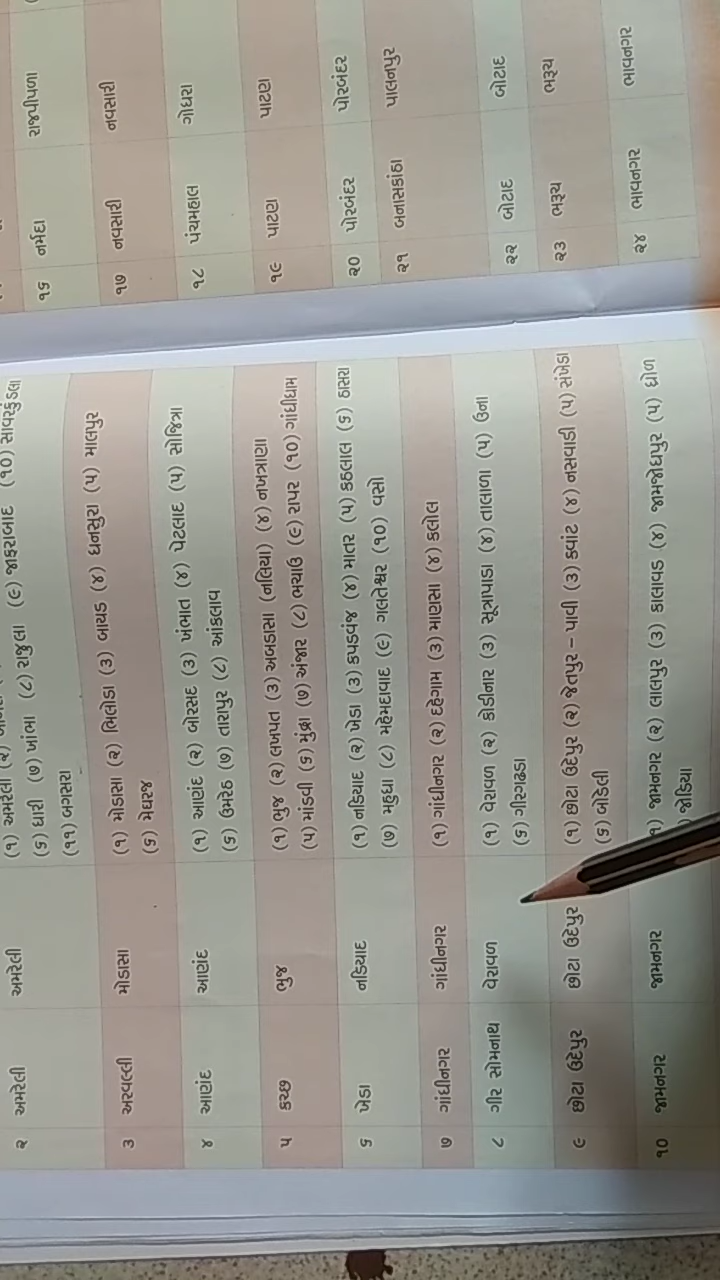 ૨ અમરેલી અમરેલી (૧) અમરેલી (૨)
(૬) ધારી (૭) ખાંભા (૮) રાજુલા (૯) જાફરાબાદ (૧૦) સાવરકુંડલા
(૧૧) બગસરા
૩ અરવલ્લી મોડાસા (૧) મોડાસા (૨) ભિલોડા (૩) બાયડ (૪) ધનસુરા (૫) માલપુર
(૬) મેઘરજ
૪ આણંદ આણંદ (૧) આણંદ (૨) બોરસદ (૩) ખંભાત (૪) પેટલાદ (૫) સોજિત્રા
(૬) ઉમરેઠ (૭) તારાપુર (૮) આંકલાવ
૫ કચ્છ ભુજ (૧) ભુજ (૨) લખપત (૩) અબડાસા (નલિયા) (૪) નખત્રાણા
(૫) માંડવી (૬) મુંદ્રા (૭) અંજાર (૮) ભચાઉ (૯) રાપર (૧૦) ગાંધીધામ
૬ ખેડા નડિયાદ (૧) નડિયાદ (૨) ખેડા (૩) કપડવંજ (૪) માતર (૫) કઠલાલ (૬) ઠાસરા
(૭) મહુધા (૮) મહેમદાવાદ (૯) ગલતેશ્વર (૧૦) વસો
૭ ગાંધીનગર ગાંધીનગર (૧) ગાંધીનગર (૨) દહેગામ (૩) માણસા (૪) કલોલ
૮ ગીર સોમનાથ વેરાવળ (૧) વેરાવળ (૨) કોડીનાર (૩) સૂત્રાપાડા (૪) તાલાળા (૫) ઉના
(૬) ગીરગઢડા
૯ છોટા ઉદેપુર છોટા ઉદેપુર (૧) છોટા ઉદેપુર (૨) જેતપુર – પાવી (૩) કવાંટ (૪) નસવાડી (૫) સંખેડા
(૬) બોડેલી
૧૦ જામનગર જામનગર ૧) જામનગર (૨) લાલપુર (૩) કાલાવડ (૪) જામજોધપુર (૫) ધ્રોળ
) જોડિયા
૧૬ નર્મદા રાજપીપળા
૧૭ નવસારી નવસારી
૧૮ પંચમહાલ ગોધરા
૧૯ પાટણ પાટણ
૨૦ પોરબંદર પોરબંદર
૨૧ બનાસકાંઠા પાલનપુર
૨૨ બોટાદ બોટાદ
૨૩ ભરૂચ ભરૂચ
૨૪ ભાવનગર ભાવનગર